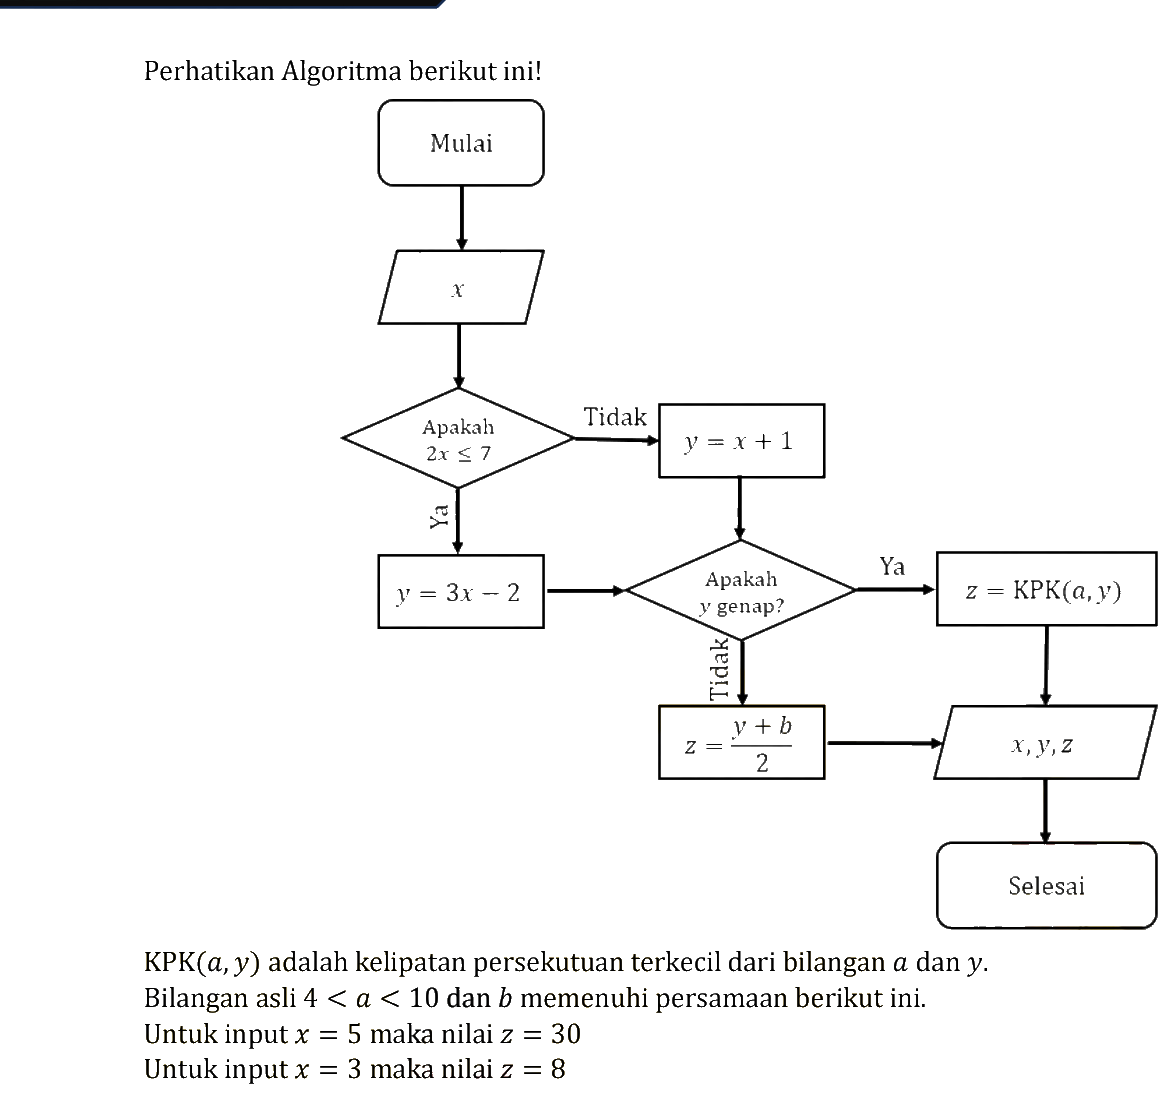 Perhatikan Algoritma berikut ini!
Mulai
x
Apakah
2x ≤ 7
Tidak
y = x + 1
Ya
y = 3x − 2
Apakah
y genap?
Ya
z = KPK(a, y)
Tidak
z = (y + b)/2
x, y, z
Selesai
KPK(a, y) adalah kelipatan persekutuan terkecil dari bilangan a dan y.
Bilangan asli 4 < a < 10 dan b memenuhi persamaan berikut ini.
Untuk input x = 5 maka nilai z = 30
Untuk input x = 3 maka nilai z = 8